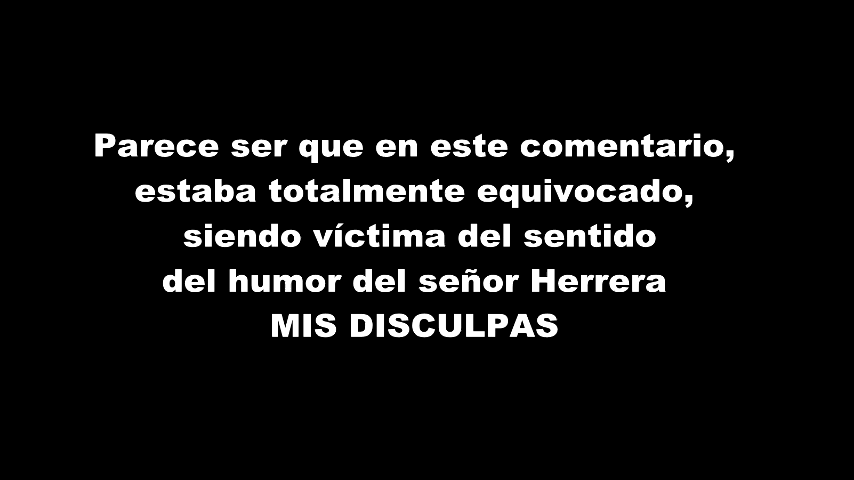 Parece ser que en este comentario,
estaba totalmente equivocado,
siendo víctima del sentido
del humor del señor Herrera
MIS DISCULPAS